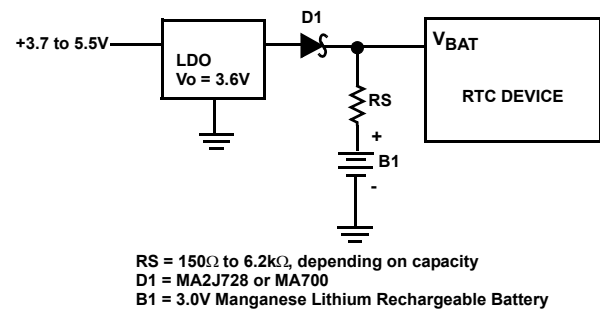 D1
+3.7 to 5.5V
LDO
Vo = 3.6V
VBAT
RTC DEVICE
RS
+
B1
-
RS = 150Ω to 6.2kΩ, depending on capacity
D1 = MA2J728 or MA700
B1 = 3.0V Manganese Lithium Rechargeable Battery